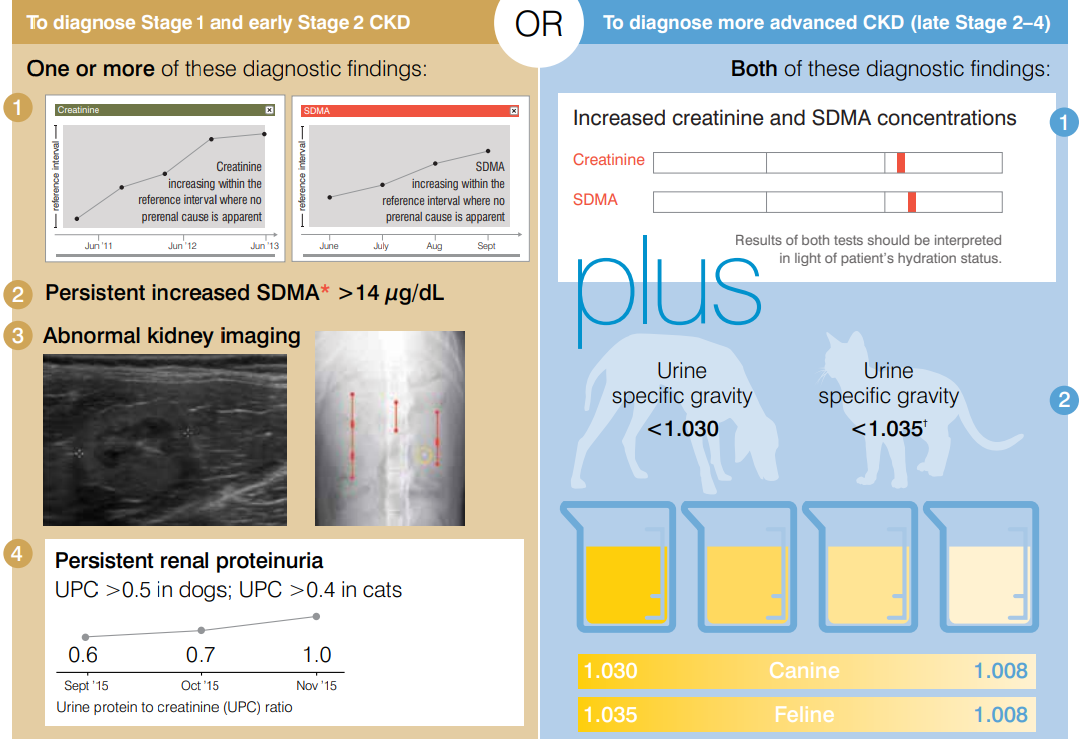 To diagnose Stage 1 and early Stage 2 CKD
OR
To diagnose more advanced CKD (late Stage 2–4)
One or more of these diagnostic findings:
1
Creatinine
reference interval
Creatinine
increasing within the
reference interval where no
prerenal cause is apparent
Jun '11
Jun '12
Jun '13
SDMA
reference interval
SDMA
increasing within the
reference interval where no
prerenal cause is apparent
June
July
Aug
Sept
2
Persistent increased SDMA* >14 µg/dL
3
Abnormal kidney imaging
4
Persistent renal proteinuria
UPC >0.5 in dogs; UPC >0.4 in cats
0.6
0.7
1.0
Sept '15
Oct '15
Nov '15
Urine protein to creatinine (UPC) ratio
Both of these diagnostic findings:
1
Increased creatinine and SDMA concentrations
Creatinine
SDMA
Results of both tests should be interpreted
in light of patient's hydration status.
plus
2
Urine
specific gravity
<1.030
Urine
specific gravity
<1.035†
1.030 Canine 1.008
1.035 Feline 1.008